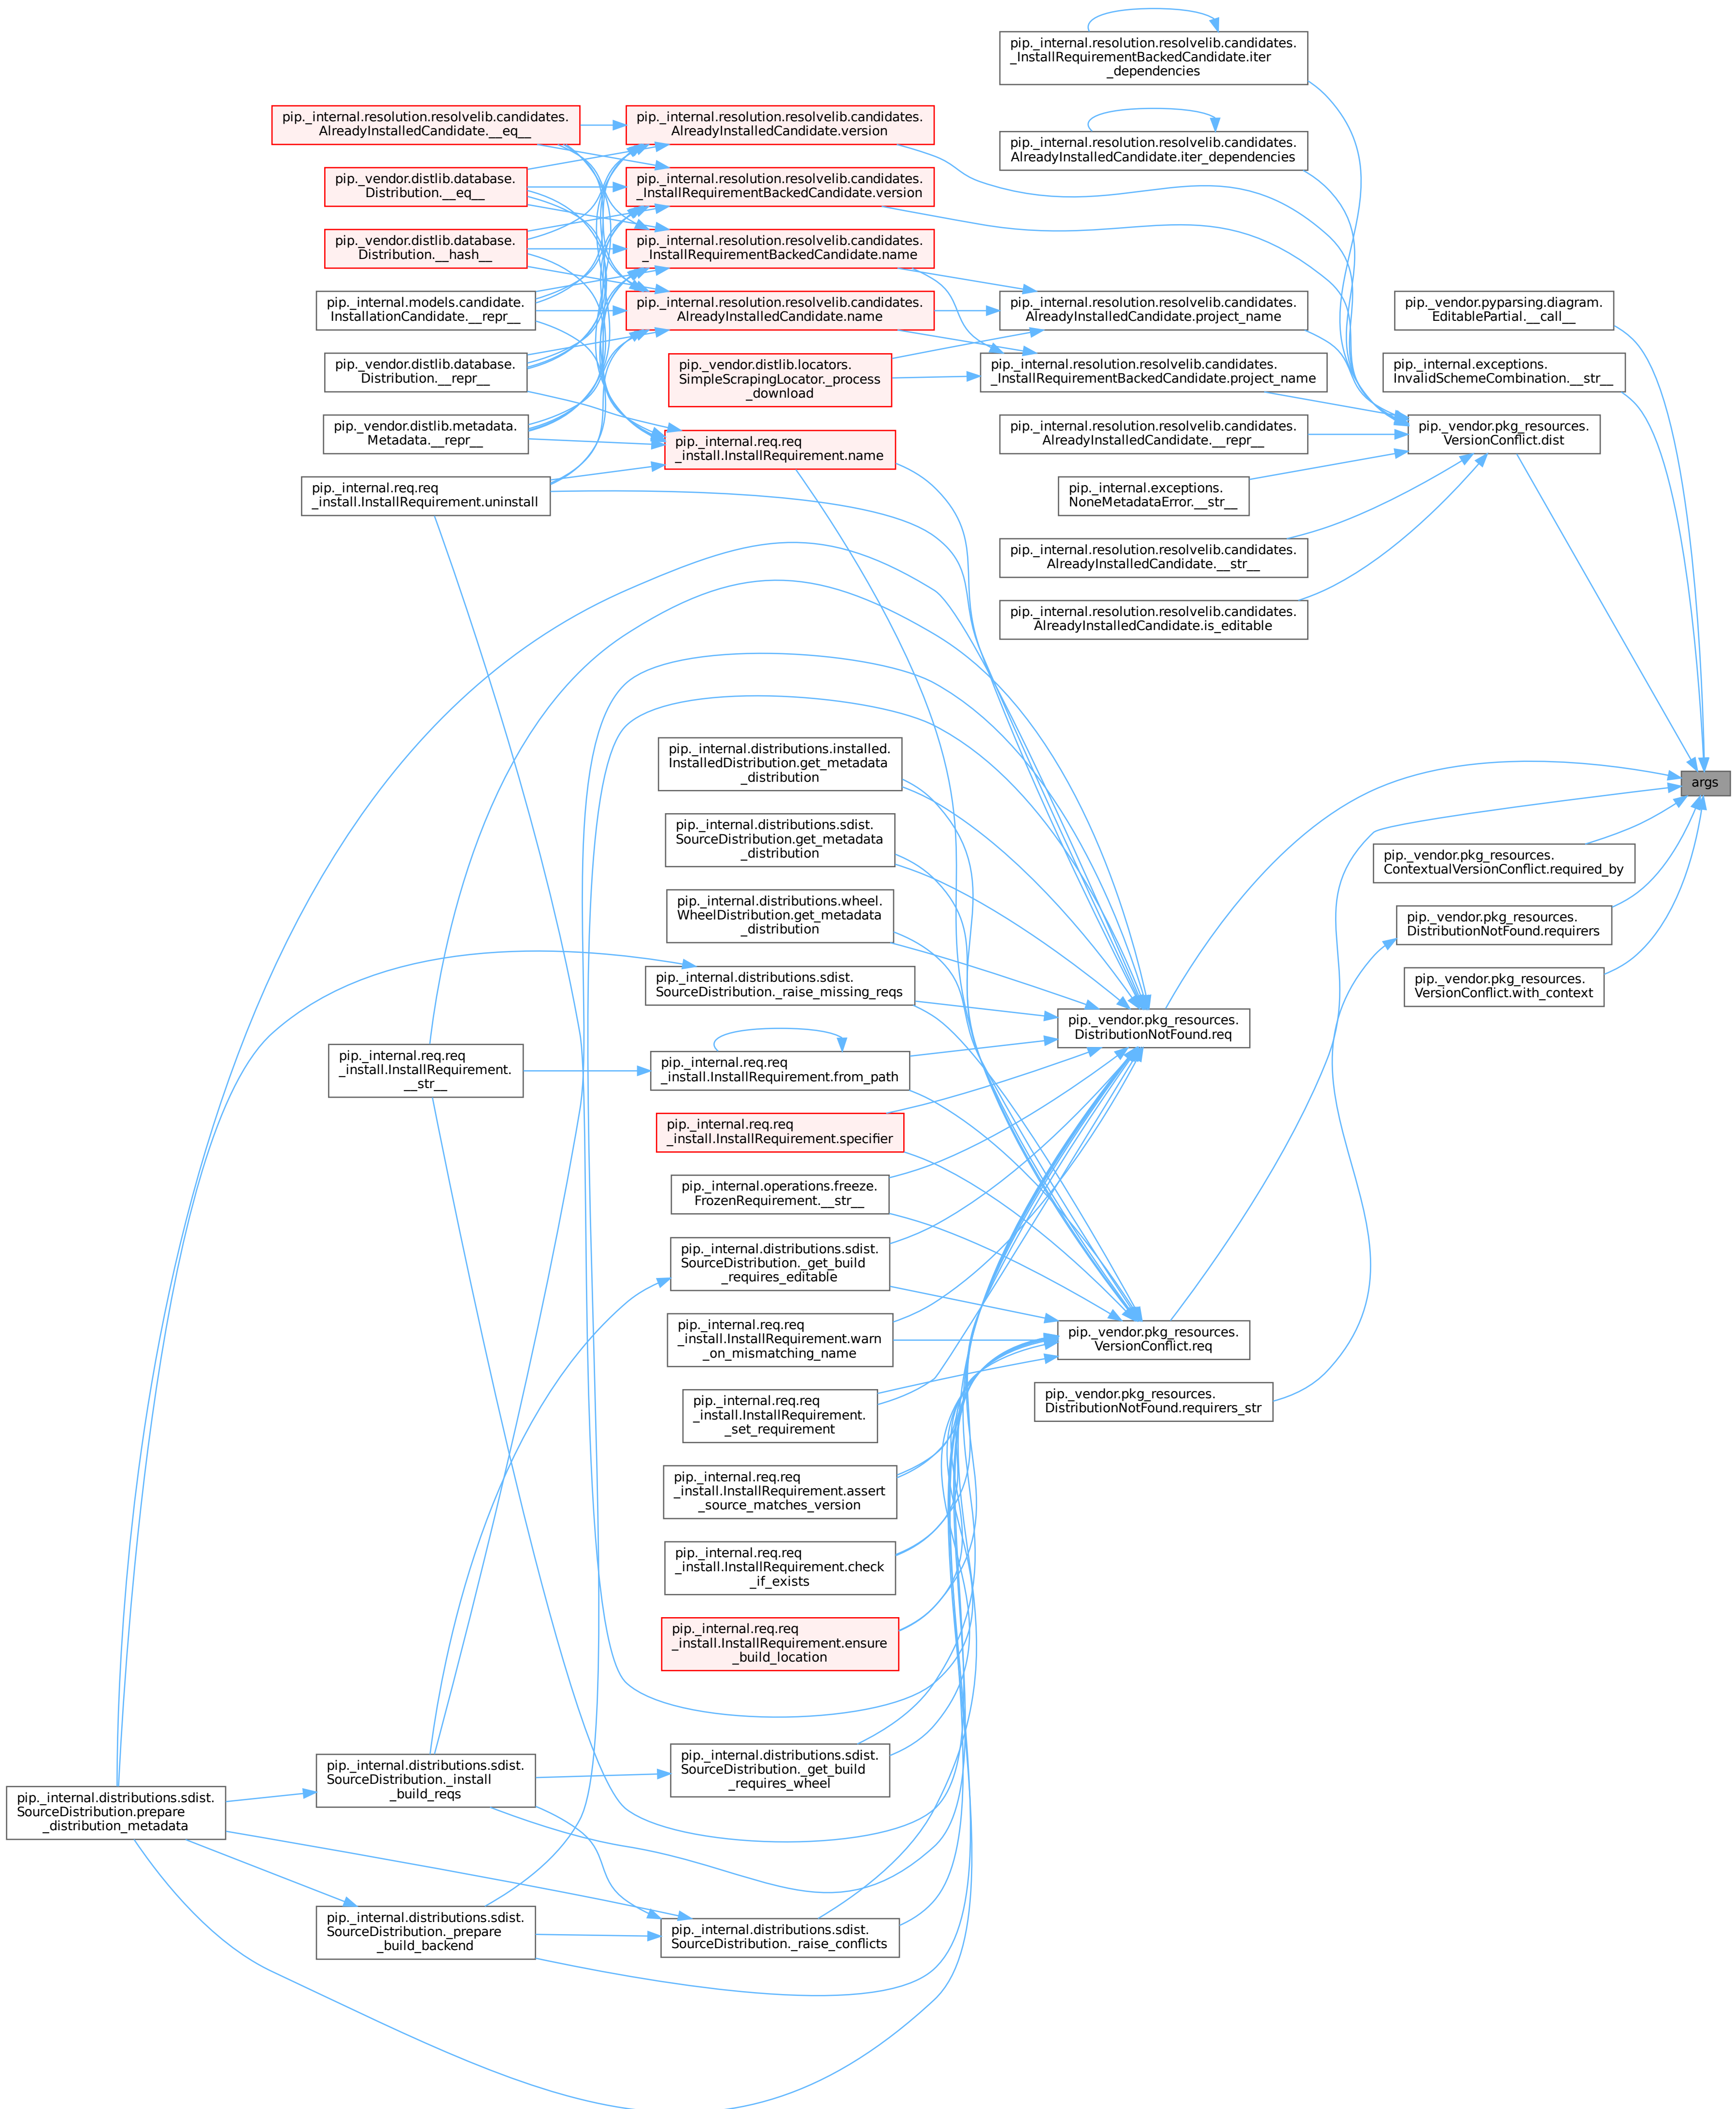 pip._internal.resolution.resolvelib.candidates.
_InstallRequirementBackedCandidate.iter
_dependencies
pip._internal.resolution.resolvelib.candidates.
AlreadyInstalledCandidate.__eq__
pip._internal.resolution.resolvelib.candidates.
AlreadyInstalledCandidate.version
pip._internal.resolution.resolvelib.candidates.
AlreadyInstalledCandidate.iter_dependencies
pip._vendor.distlib.database.
Distribution.__eq__
pip._internal.resolution.resolvelib.candidates.
_InstallRequirementBackedCandidate.version
pip._vendor.distlib.database.
Distribution.__hash__
pip._internal.resolution.resolvelib.candidates.
_InstallRequirementBackedCandidate.name
pip._internal.models.candidate.
InstallationCandidate.__repr__
pip._internal.resolution.resolvelib.candidates.
AlreadyInstalledCandidate.name
pip._internal.resolution.resolvelib.candidates.
AlreadyInstalledCandidate.project_name
pip._vendor.pyparsing.diagram.
EditablePartial.__call__
pip._vendor.distlib.database.
Distribution.__repr__
pip._vendor.distlib.locators.
SimpleScrapingLocator._process
_download
pip._internal.resolution.resolvelib.candidates.
_InstallRequirementBackedCandidate.project_name
pip._internal.exceptions.
InvalidSchemeCombination.__str__
pip._vendor.distlib.metadata.
Metadata.__repr__
pip._internal.req.req
_install.InstallRequirement.name
pip._internal.resolution.resolvelib.candidates.
AlreadyInstalledCandidate.__repr__
pip._vendor.pkg_resources.
VersionConflict.dist
pip._internal.req.req
_install.InstallRequirement.uninstall
pip._internal.exceptions.
NoneMetadataError.__str__
pip._internal.resolution.resolvelib.candidates.
AlreadyInstalledCandidate.__str__
pip._internal.resolution.resolvelib.candidates.
AlreadyInstalledCandidate.is_editable
pip._internal.distributions.installed.
InstalledDistribution.get_metadata
_distribution
args
pip._internal.distributions.sdist.
SourceDistribution.get_metadata
_distribution
pip._vendor.pkg_resources.
ContextualVersionConflict.required_by
pip._internal.distributions.wheel.
WheelDistribution.get_metadata
_distribution
pip._vendor.pkg_resources.
DistributionNotFound.requirers
pip._internal.distributions.sdist.
SourceDistribution._raise_missing_reqs
pip._vendor.pkg_resources.
VersionConflict.with_context
pip._vendor.pkg_resources.
DistributionNotFound.req
pip._internal.req.req
_install.InstallRequirement.
__str__
pip._internal.req.req
_install.InstallRequirement.from_path
pip._internal.req.req
_install.InstallRequirement.specifier
pip._internal.operations.freeze.
FrozenRequirement.__str__
pip._internal.distributions.sdist.
SourceDistribution._get_build
_requires_editable
pip._internal.req.req
_install.InstallRequirement.warn
_on_mismatching_name
pip._vendor.pkg_resources.
VersionConflict.req
pip._internal.req.req
_install.InstallRequirement.
_set_requirement
pip._vendor.pkg_resources.
DistributionNotFound.requirers_str
pip._internal.req.req
_install.InstallRequirement.assert
_source_matches_version
pip._internal.req.req
_install.InstallRequirement.check
_if_exists
pip._internal.req.req
_install.InstallRequirement.ensure
_build_location
pip._internal.distributions.sdist.
SourceDistribution._get_build
_requires_wheel
pip._internal.distributions.sdist.
SourceDistribution._install
_build_reqs
pip._internal.distributions.sdist.
SourceDistribution.prepare
_distribution_metadata
pip._internal.distributions.sdist.
SourceDistribution._prepare
_build_backend
pip._internal.distributions.sdist.
SourceDistribution._raise_conflicts